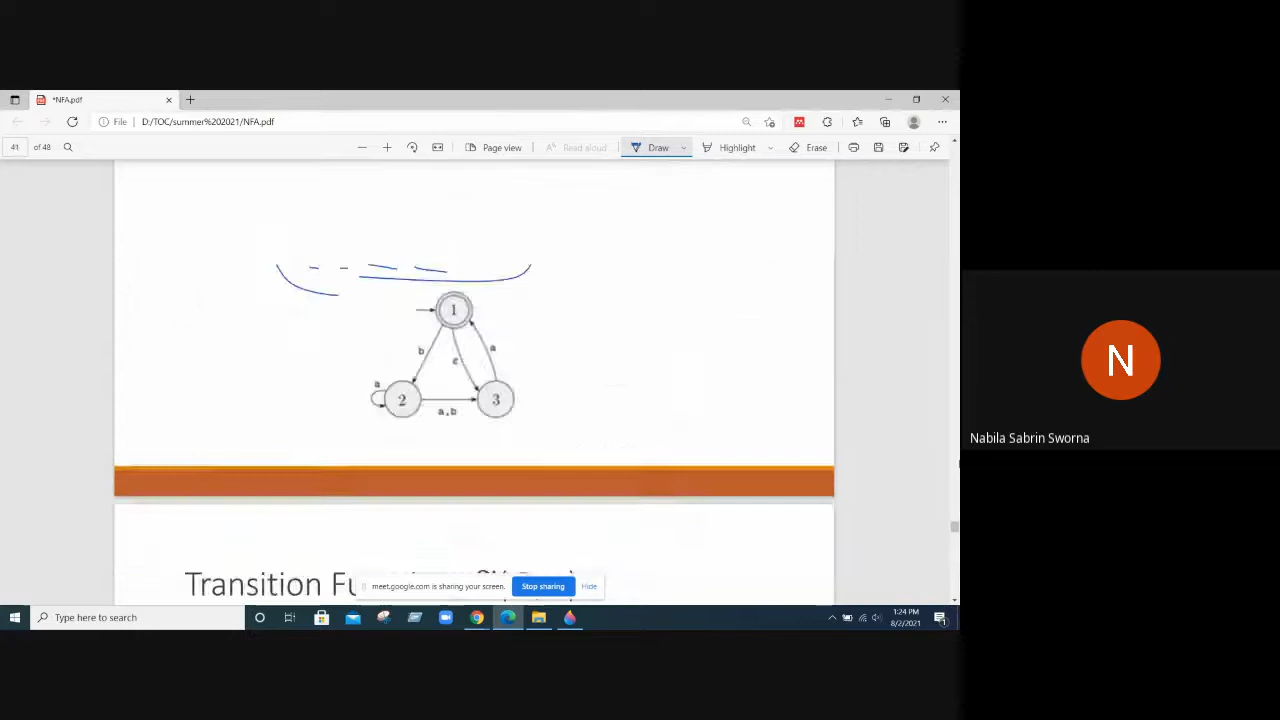 *NFA.pdf
File D:/TOC/summer%202021/NFA.pdf
41 of 48 Page view Read aloud Draw Highlight Erase
1
b ε a
a
2 3
a,b
N
Nabila Sabrin Sworna
Transition Fu
meet.google.com is sharing your screen. Stop sharing Hide
Type here to search
1:24 PM
8/2/2021
1